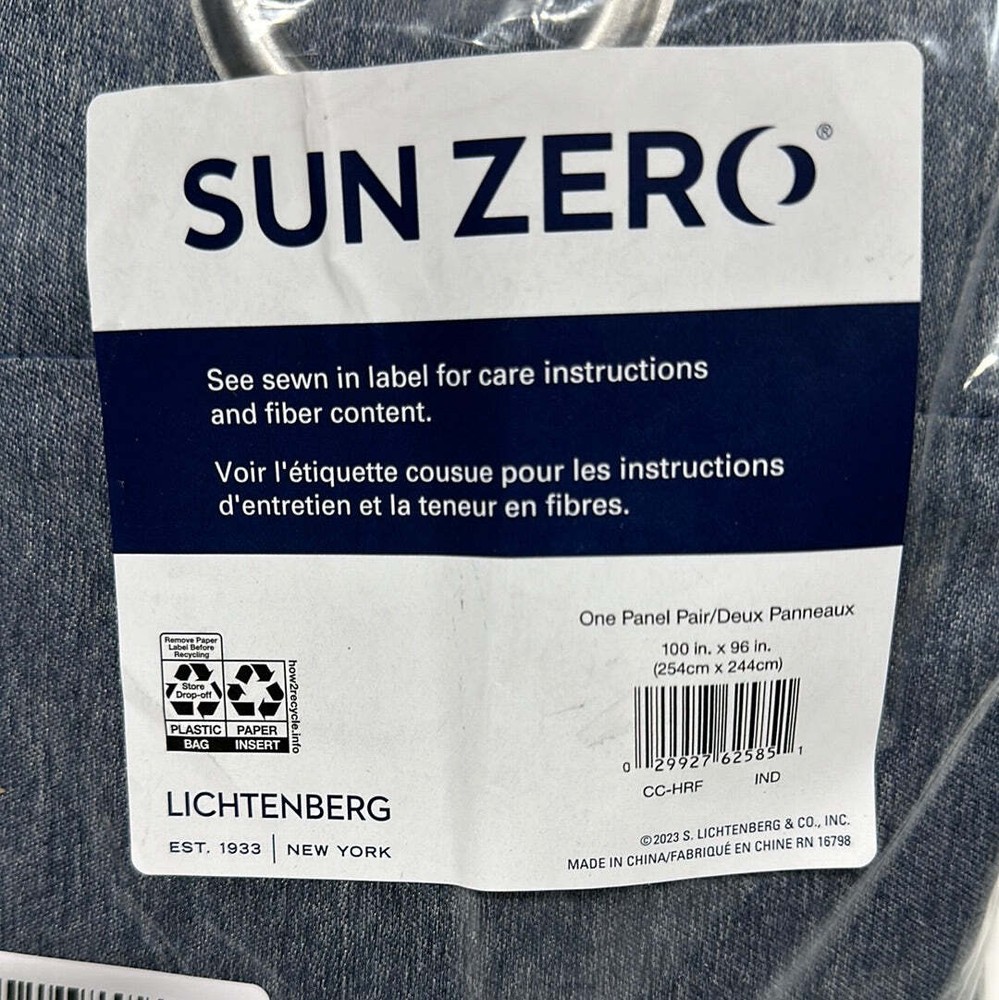 SUN ZERO®
See sewn in label for care instructions
and fiber content.
Voir l'étiquette cousue pour les instructions
d'entretien et la teneur en fibres.
One Panel Pair/Deux Panneaux
100 in. x 96 in.
(254cm x 244cm)
0 29927 62585 1
CC-HRF IND
Remove Paper
Label Before
Recycling
Store
Drop-off
PLASTIC PAPER
BAG INSERT
how2recycle.info
LICHTENBERG
EST. 1933 | NEW YORK
©2023 S. LICHTENBERG & CO., INC.
MADE IN CHINA/FABRIQUÉ EN CHINE RN 16798